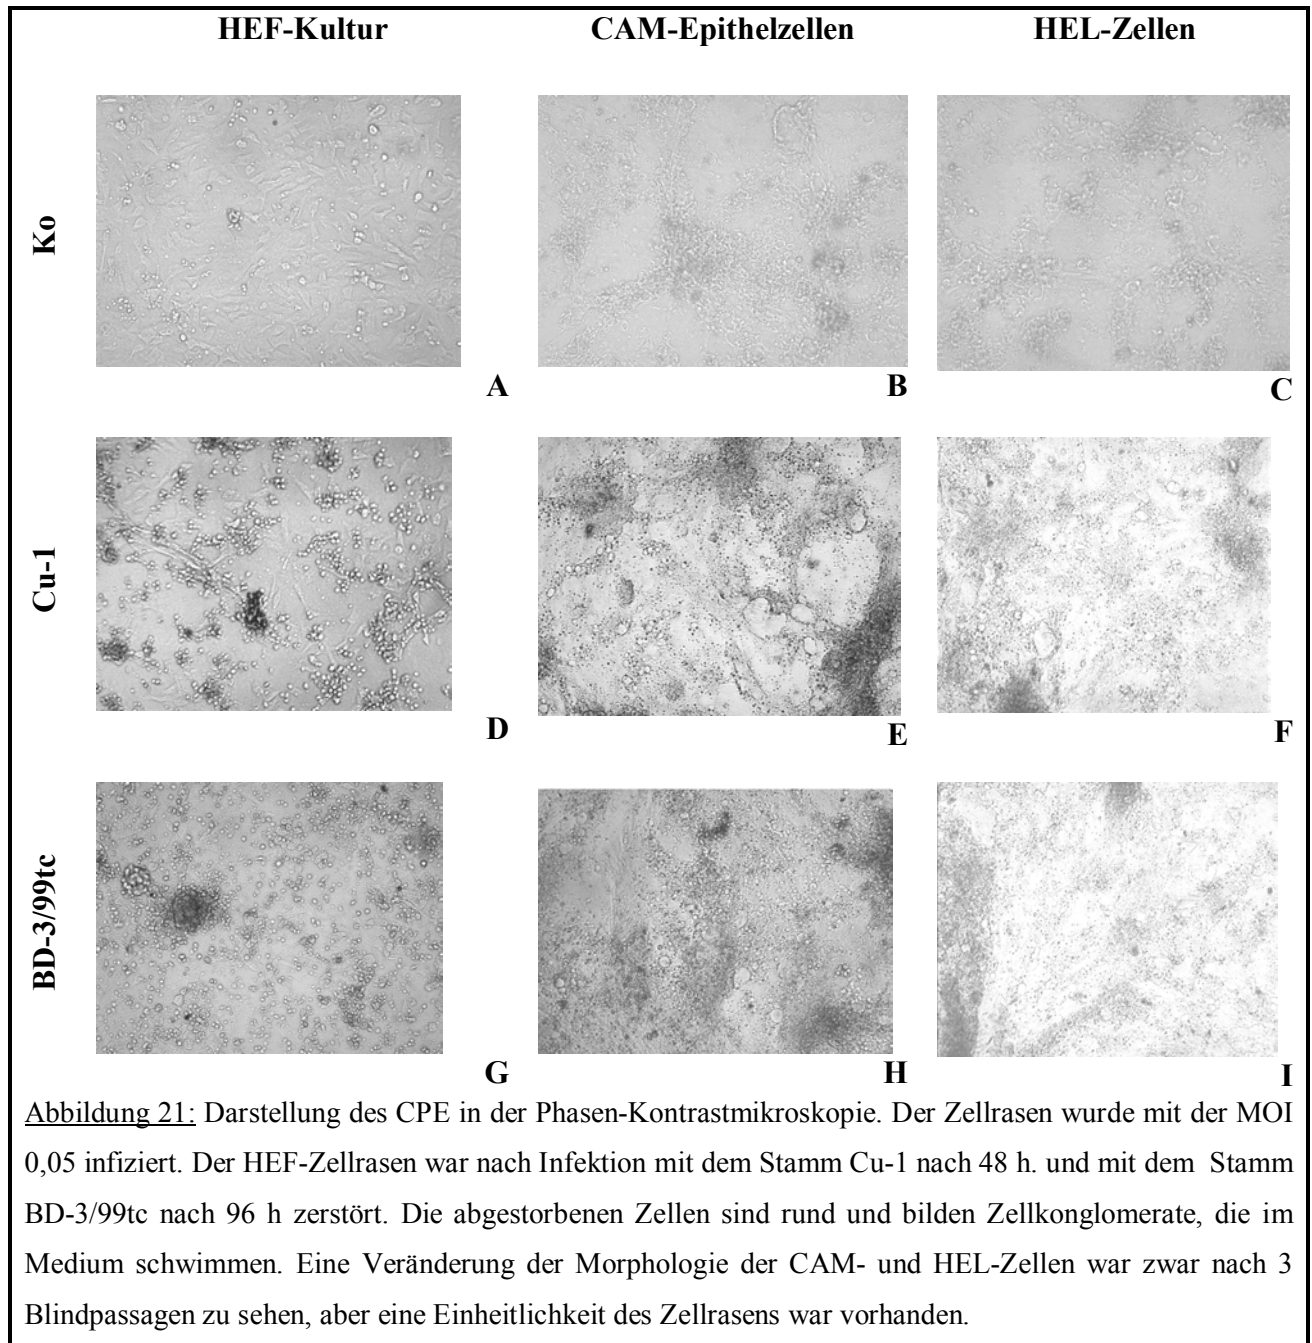 HEF-Kultur CAM-Epithelzellen HEL-Zellen
Ko
A B C
Cu-1
D E F
BD-3/99tc
G H I
Abbildung 21: Darstellung des CPE in der Phasen-Kontrastmikroskopie. Der Zellrasen wurde mit der MOI
0,05 infiziert. Der HEF-Zellrasen war nach Infektion mit dem Stamm Cu-1 nach 48 h. und mit dem Stamm
BD-3/99tc nach 96 h zerstört. Die abgestorbenen Zellen sind rund und bilden Zellkonglomerate, die im
Medium schwimmen. Eine Veränderung der Morphologie der CAM- und HEL-Zellen war zwar nach 3
Blindpassagen zu sehen, aber eine Einheitlichkeit des Zellrasens war vorhanden.